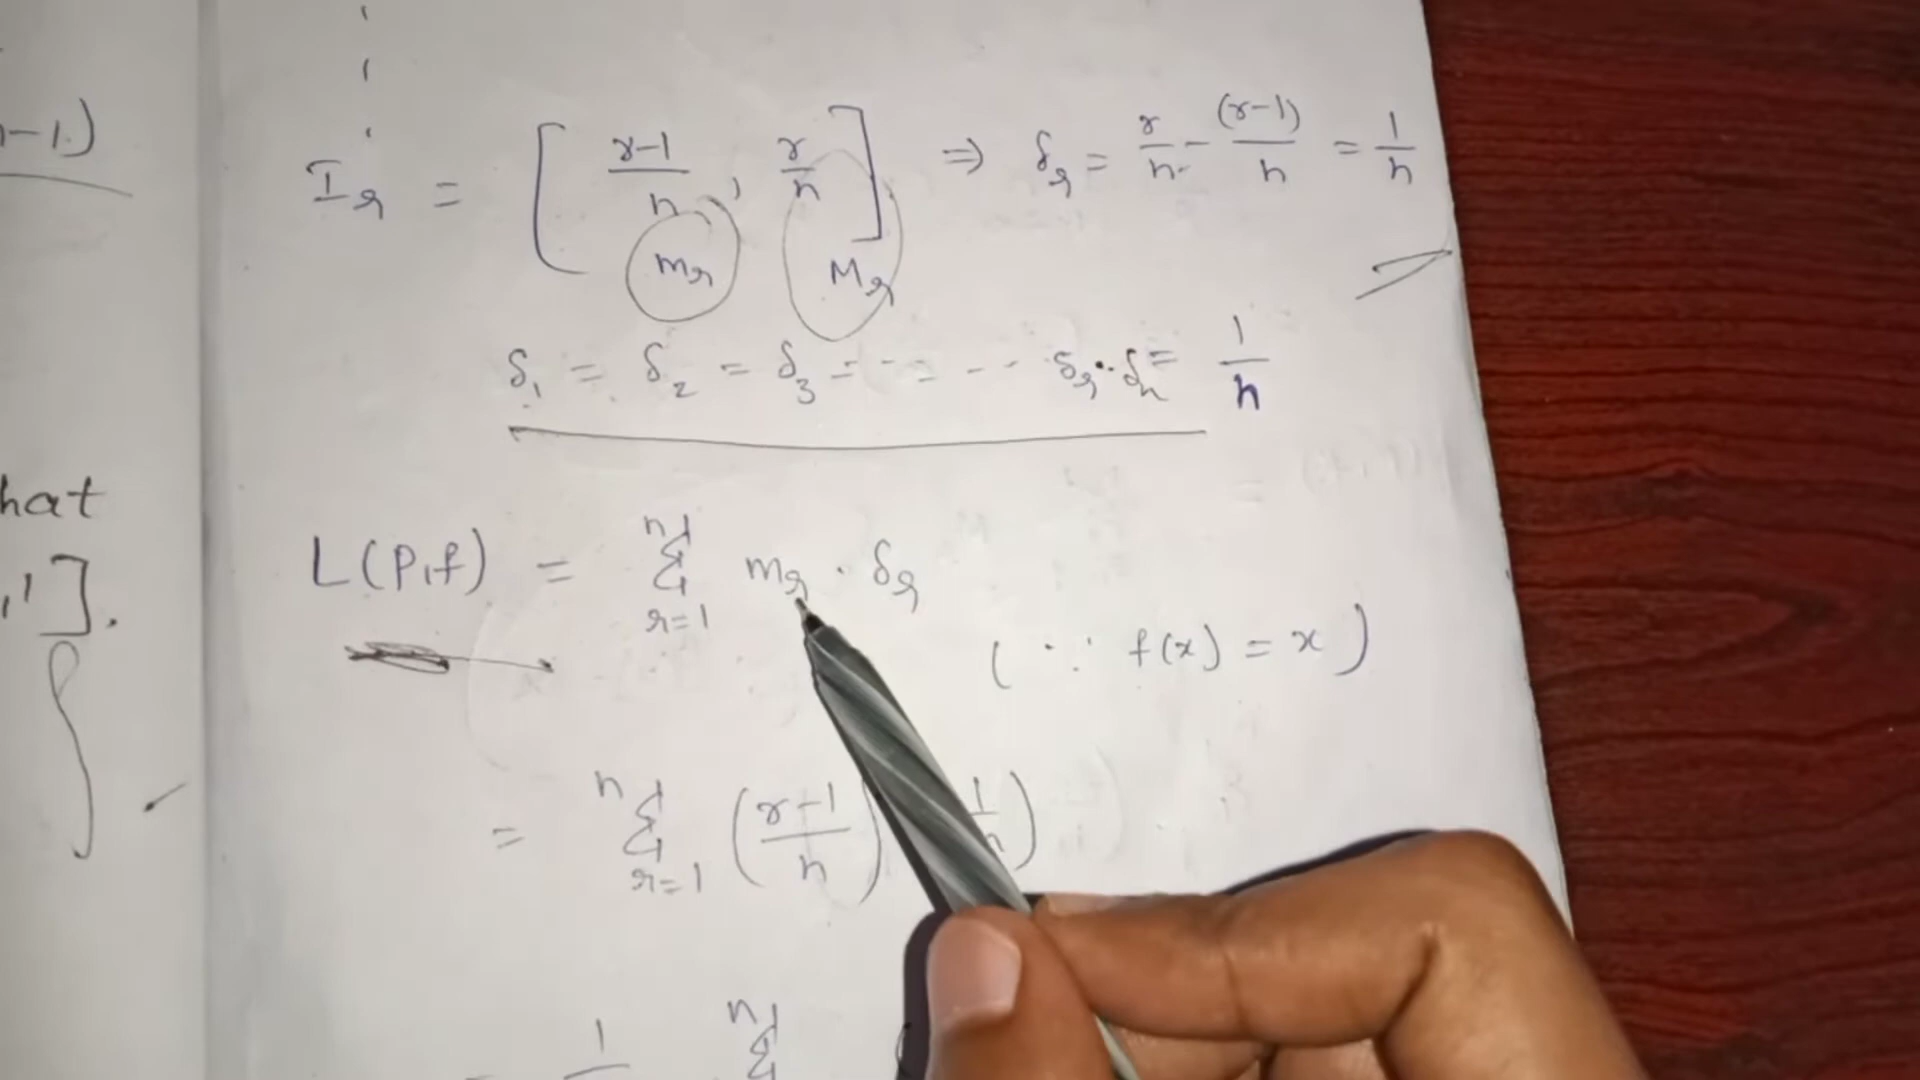 n-1)
hat
,1].
I_r = [ (r-1)/n , r/n ] ⇒ δ_r = r/n - (r-1)/n = 1/n
m_r M_r
δ_1 = δ_2 = δ_3 = - = - - - δ_r . . δ_n = 1/n
L(P,f) = Σ_{r=1}^{n} m_r . δ_r
(∵ f(x) = x)
= Σ_{r=1}^{n} ((r-1)/n) 1/n)
= 1 Σ^{n}